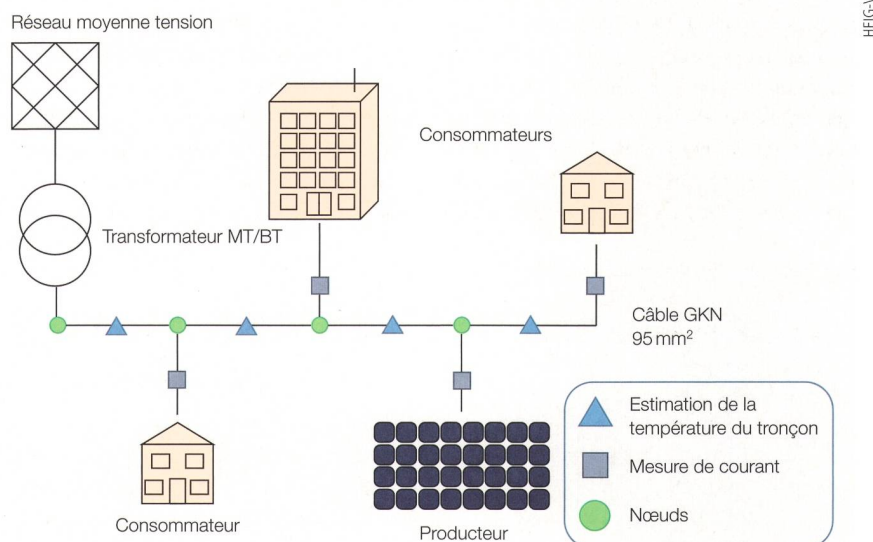 Réseau moyenne tension
Consommateurs
Transformateur MT/BT
Câble GKN
95 mm²
Consommateur
Producteur
Estimation de la
température du tronçon
Mesure de courant
Nœuds